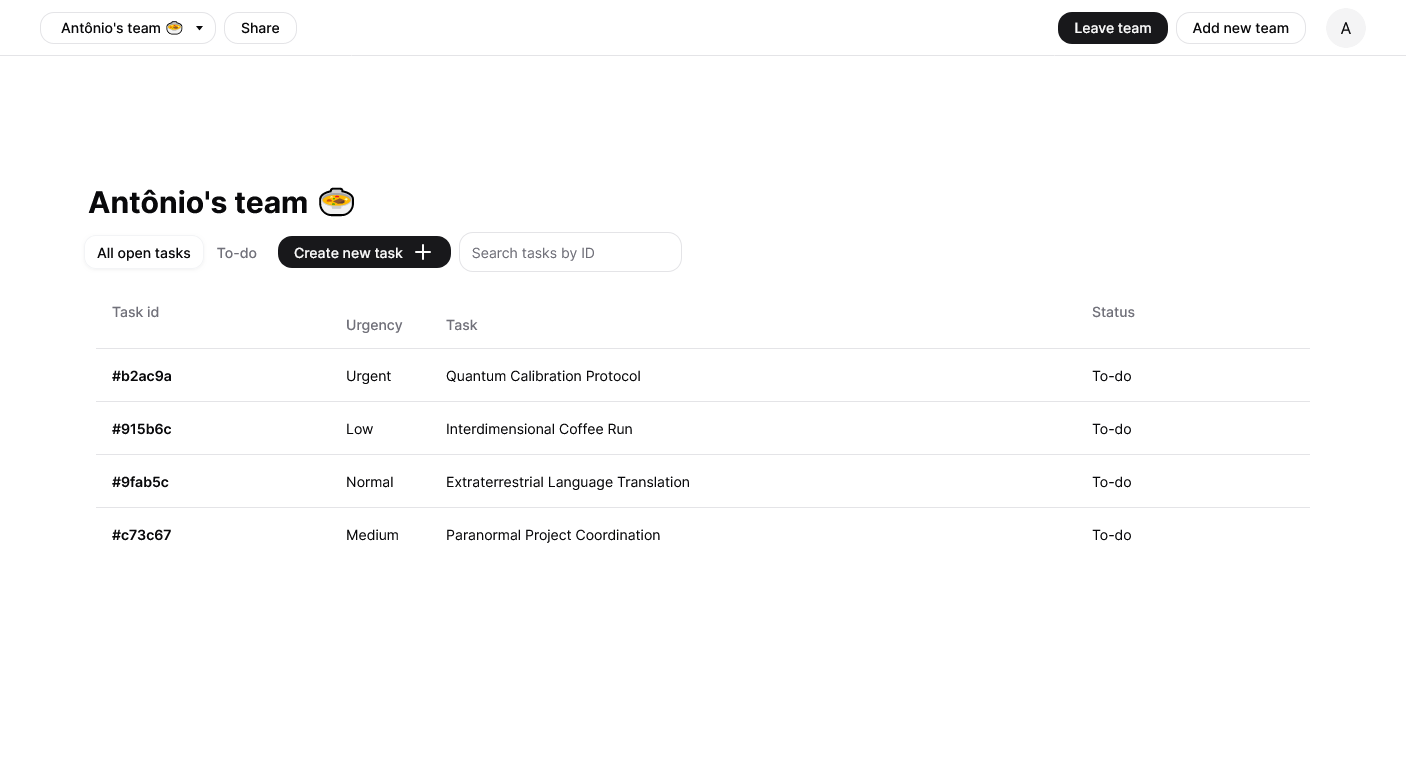 Antônio's team 🍲 Share Leave team Add new team A
Antônio's team 🍲
All open tasks To-do Create new task Search tasks by ID
Task id Urgency Task Status
#b2ac9a Urgent Quantum Calibration Protocol To-do
#915b6c Low Interdimensional Coffee Run To-do
#9fab5c Normal Extraterrestrial Language Translation To-do
#c73c67 Medium Paranormal Project Coordination To-do